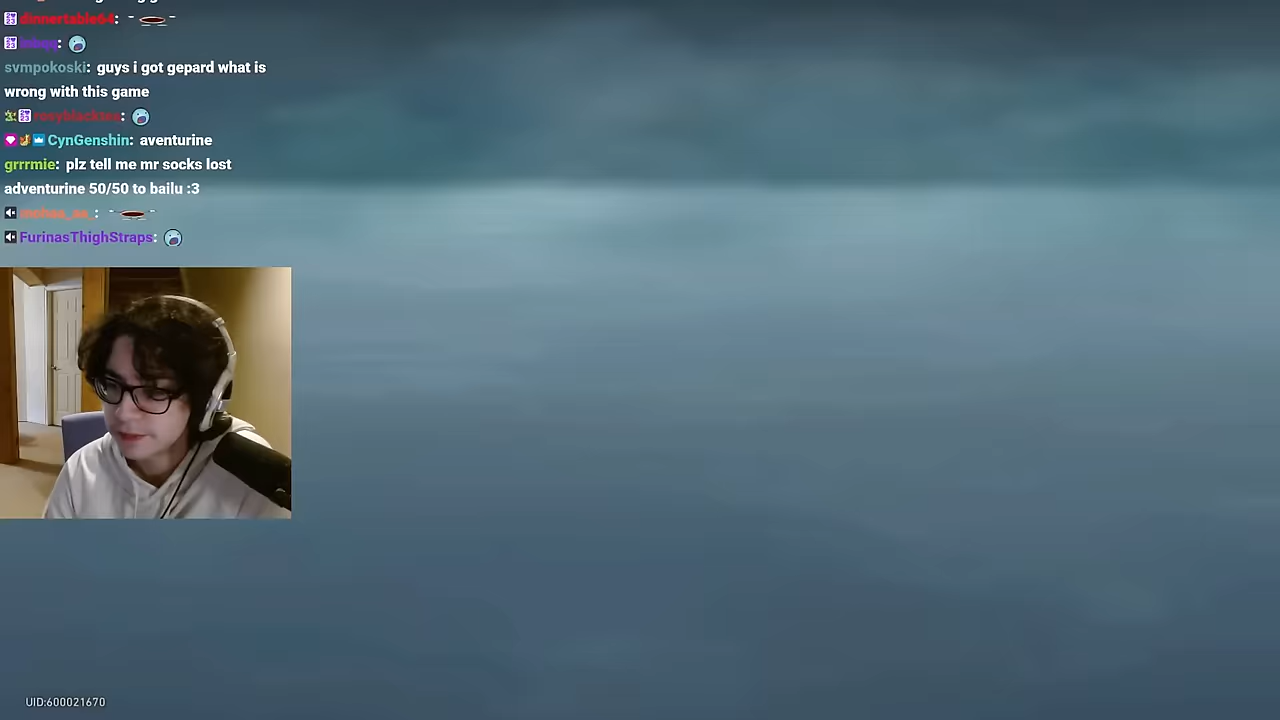 dinnertable64:
svmpokoski: guys i got gepard what is
wrong with this game
rosyblacktea:
CynGenshin: aventurine
grrrmie: plz tell me mr socks lost
adventurine 50/50 to bailu :3
FurinasThighStraps:
UID:600021670